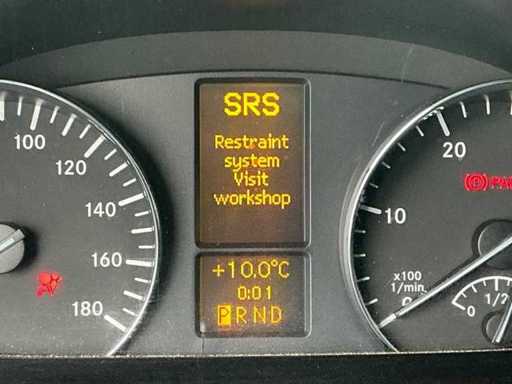 SRS
Restraint
system
Visit
workshop
+10.0°C
0:01
P R N D
100
120
140
160
180
20
10
x100
1/min
0
0
1/2